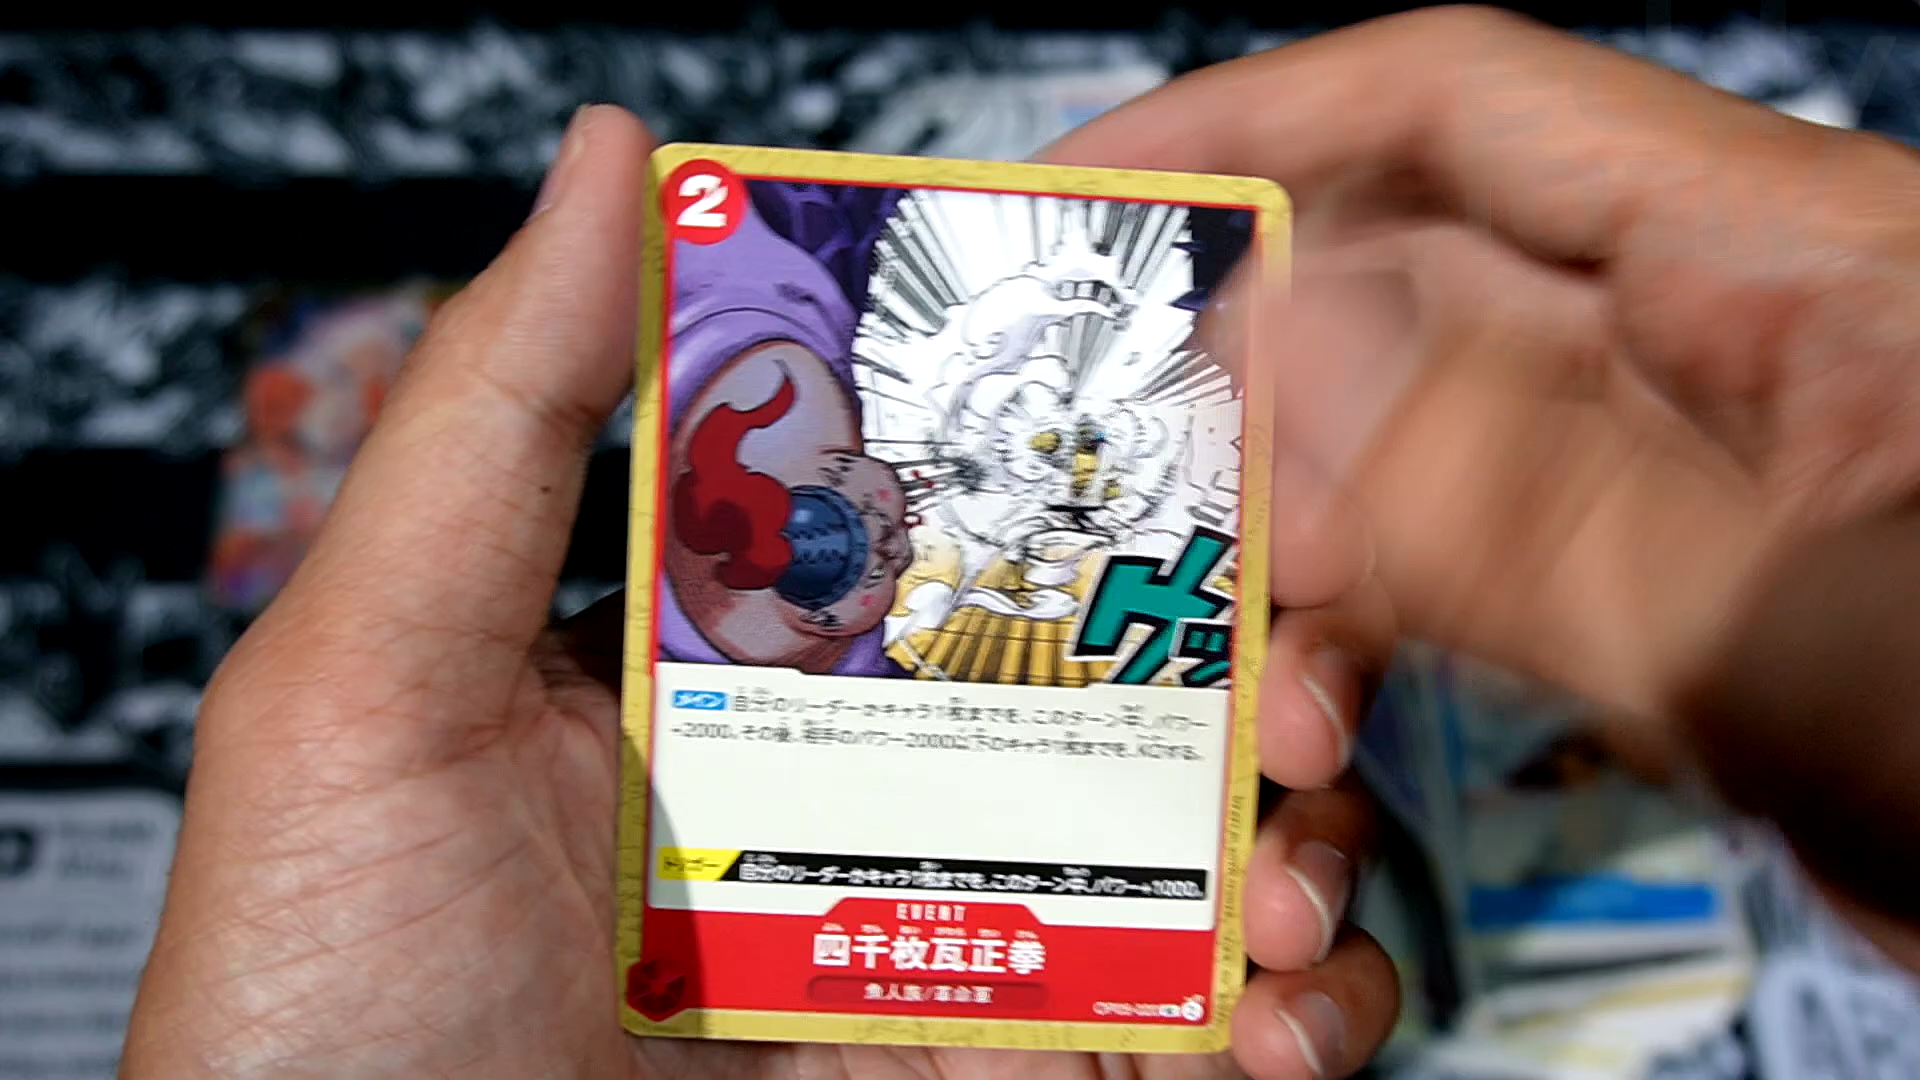 2
メイン 自分のリーダーかキャラ1枚までを、このターン中、パワー
+2000。その後、相手のパワー2000以下のキャラ1枚までを、KOする。
トリガー 自分のリーダーかキャラ1枚までを、このターン中、パワー+1000。
EVENT
四千枚瓦正拳
魚人族/革命軍